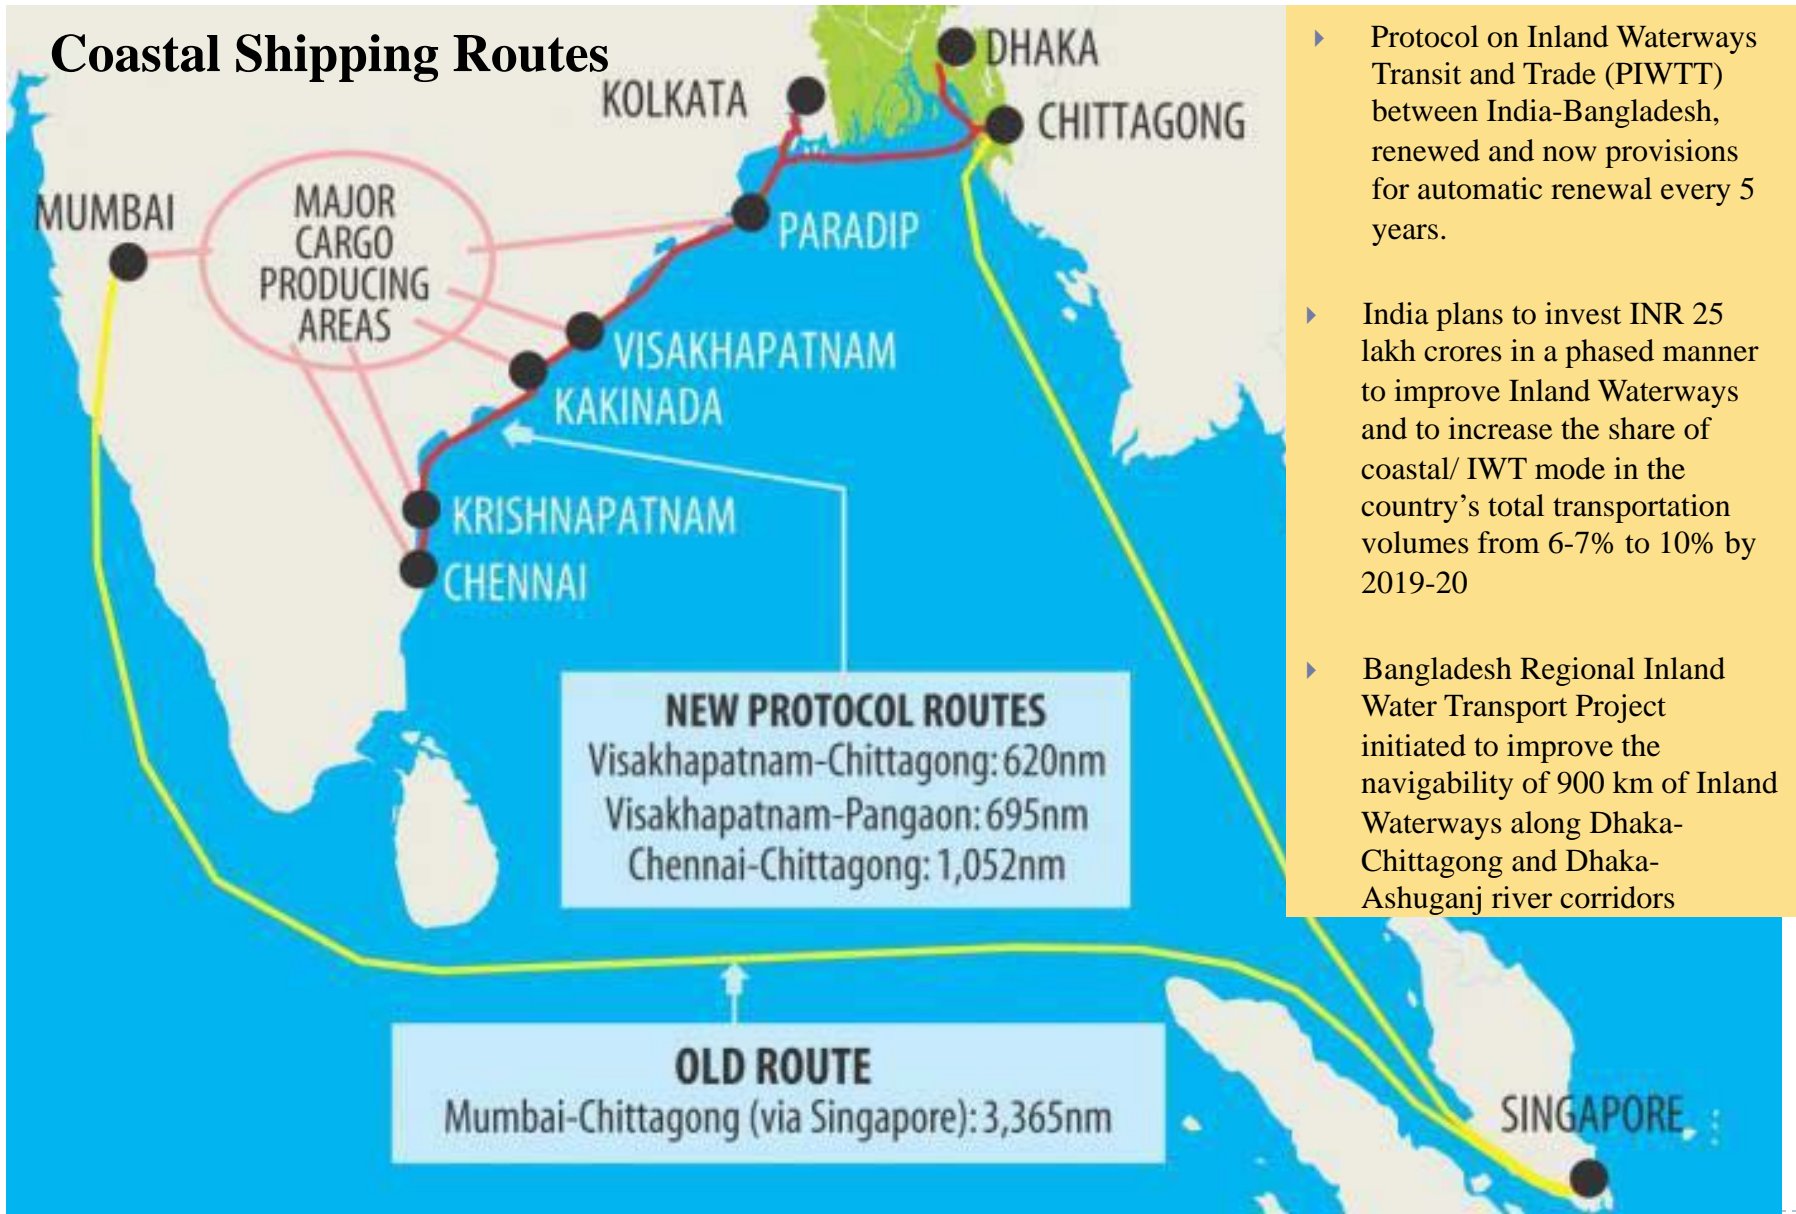 Coastal Shipping Routes
DHAKA
KOLKATA
CHITTAGONG
MUMBAI
MAJOR
CARGO
PRODUCING
AREAS
PARADIP
VISAKHAPATNAM
KAKINADA
KRISHNAPATNAM
CHENNAI
NEW PROTOCOL ROUTES
Visakhapatnam-Chittagong: 620nm
Visakhapatnam-Pangaon: 695nm
Chennai-Chittagong: 1,052nm
OLD ROUTE
Mumbai-Chittagong (via Singapore): 3,365nm
SINGAPORE
Protocol on Inland Waterways
Transit and Trade (PIWTT)
between India-Bangladesh,
renewed and now provisions
for automatic renewal every 5
years.
India plans to invest INR 25
lakh crores in a phased manner
to improve Inland Waterways
and to increase the share of
coastal/ IWT mode in the
country’s total transportation
volumes from 6-7% to 10% by
2019-20
Bangladesh Regional Inland
Water Transport Project
initiated to improve the
navigability of 900 km of Inland
Waterways along Dhaka-
Chittagong and Dhaka-
Ashuganj river corridors